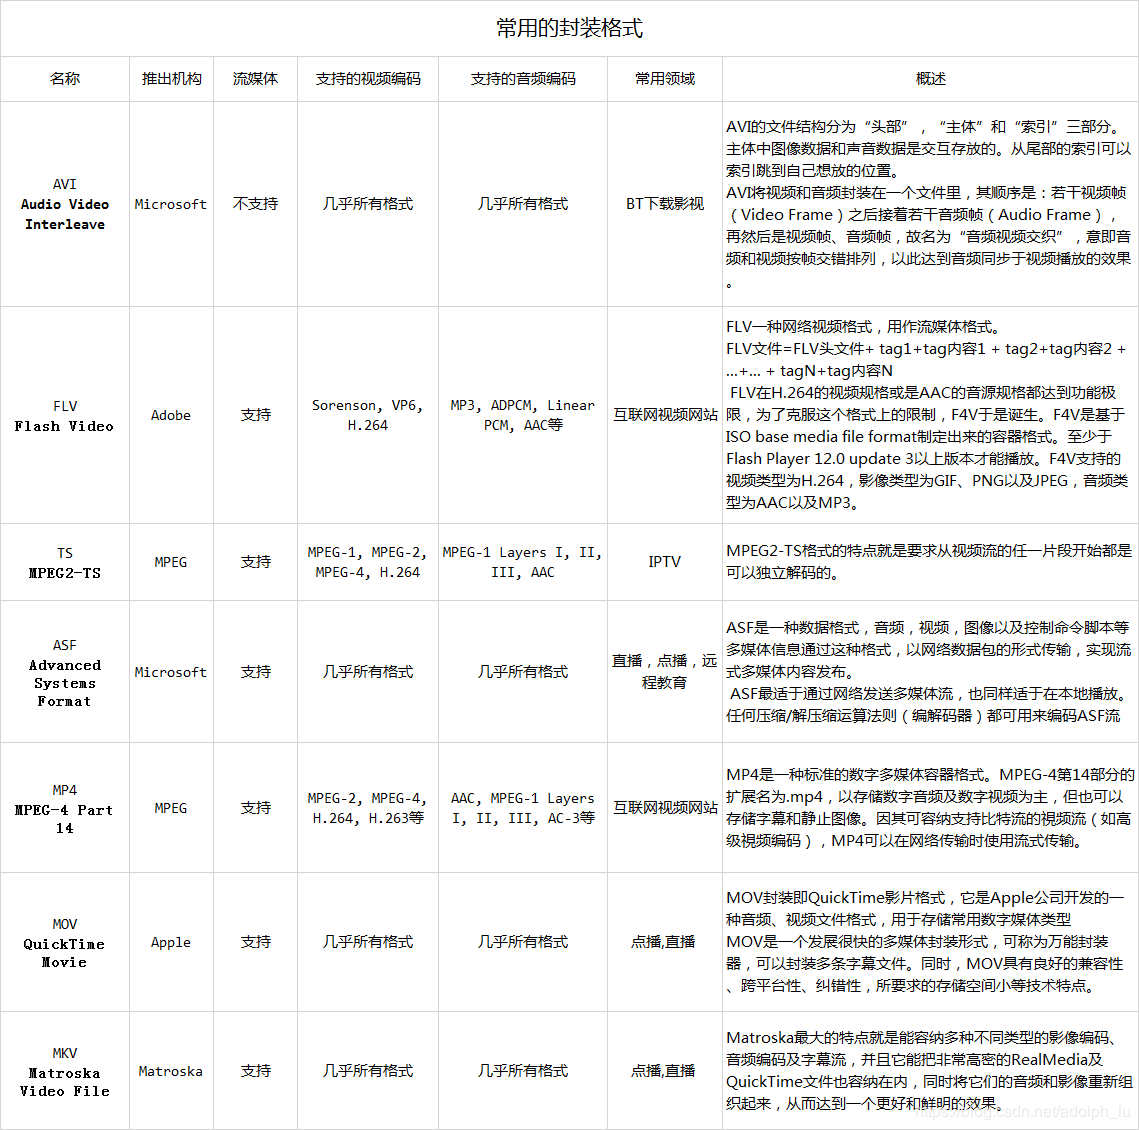 常用的封装格式
名称 推出机构 流媒体 支持的视频编码 支持的音频编码 常用领域 概述
AVI
Audio Video
Interleave
Microsoft
不支持
几乎所有格式
几乎所有格式
BT下载影视
AVI的文件结构分为“头部”，“主体”和“索引”三部分。
主体中图像数据和声音数据是交互存放的。从尾部的索引可以
索引跳到自己想放的位置。
AVI将视频和音频封装在一个文件里，其顺序是：若干视频帧
（Video Frame）之后接着若干音频帧（Audio Frame），
再然后是视频帧、音频帧，故名为“音频视频交织”，意即音
频和视频按帧交错排列，以此达到音频同步于视频播放的效果
。
FLV
Flash Video
Adobe
支持
Sorenson, VP6,
H.264
MP3, ADPCM, Linear
PCM, AAC等
互联网视频网站
FLV一种网络视频格式，用作流媒体格式。
FLV文件=FLV头文件+ tag1+tag内容1 + tag2+tag内容2 +
...+... + tagN+tag内容N
FLV在H.264的视频规格或是AAC的音源规格都达到功能极
限，为了克服这个格式上的限制，F4V于是诞生。F4V是基于
ISO base media file format制定出来的容器格式。至少于
Flash Player 12.0 update 3以上版本才能播放。F4V支持的
视频类型为H.264，影像类型为GIF、PNG以及JPEG，音频类
型为AAC以及MP3。
TS
MPEG2-TS
MPEG
支持
MPEG-1, MPEG-2,
MPEG-4, H.264
MPEG-1 Layers I, II,
III, AAC
IPTV
MPEG2-TS格式的特点就是要求从视频流的任一片段开始都是
可以独立解码的。
ASF
Advanced
Systems
Format
Microsoft
支持
几乎所有格式
几乎所有格式
直播，点播，远
程教育
ASF是一种数据格式，音频，视频，图像以及控制命令脚本等
多媒体信息通过这种格式，以网络数据包的形式传输，实现流
式多媒体内容发布。
ASF最适于通过网络发送多媒体流，也同样适于在本地播放。
任何压缩/解压缩运算法则（编解码器）都可用来编码ASF流
MP4
MPEG-4 Part
14
MPEG
支持
MPEG-2, MPEG-4,
H.264, H.263等
AAC, MPEG-1 Layers
I, II, III, AC-3等
互联网视频网站
MP4是一种标准的数字多媒体容器格式。MPEG-4第14部分的
扩展名为.mp4，以存储数字音频及数字视频为主，但也可以
存储字幕和静止图像。因其可容纳支持比特流的視频流（如高
级視频编码），MP4可以在网络传输时使用流式传输。
MOV
QuickTime
Movie
Apple
支持
几乎所有格式
几乎所有格式
点播,直播
MOV封装即QuickTime影片格式，它是Apple公司开发的一
种音频、视频文件格式，用于存储常用数字媒体类型
MOV是一个发展很快的多媒体封装形式，可称为万能封装
器，可以封装多条字幕文件。同时，MOV具有良好的兼容性
、跨平台性、纠错性，所要求的存储空间小等技术特点。
MKV
Matroska
Video File
Matroska
支持
几乎所有格式
几乎所有格式
点播,直播
Matroska最大的特点就是能容纳多种不同类型的影像编码、
音频编码及字幕流，并且它能把非常高密的RealMedia及
QuickTime文件也容纳在内，同时将它们的音频和影像重新组
织起来，从而达到一个更好和鲜明的效果。
https://blog.csdn.net/adolph_lu